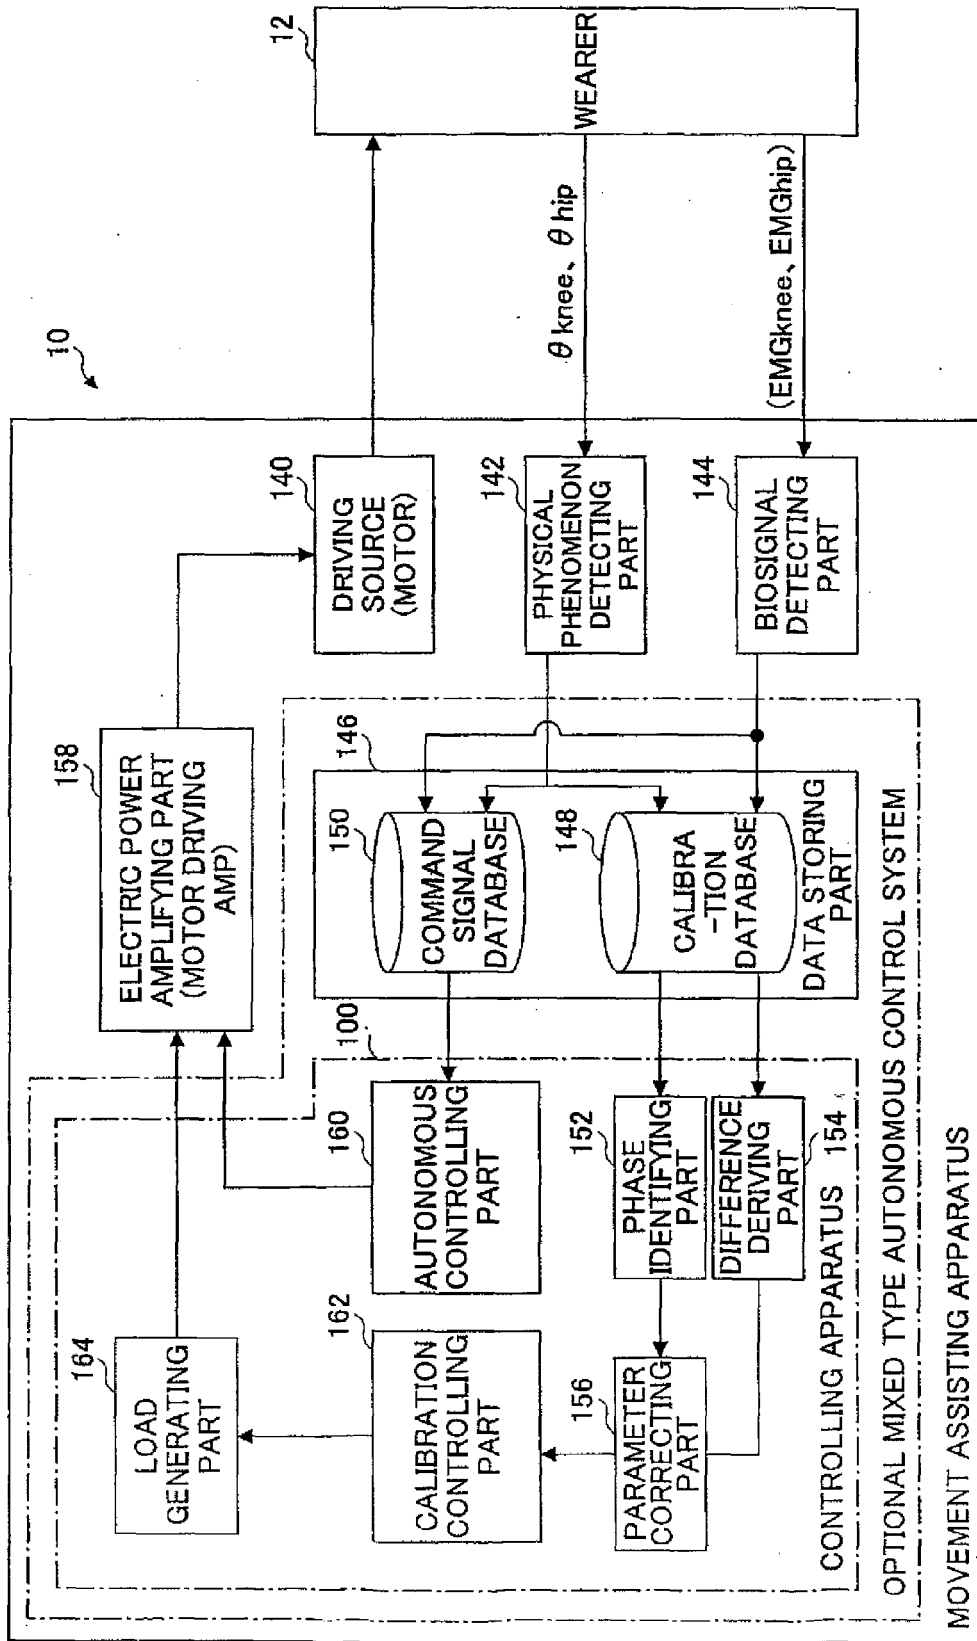 10
12
WEARER
θ knee、θ hip
(EMGknee、EMGhip)
158
ELECTRIC POWER
AMPLIFYING PART
(MOTOR DRIVING
AMP)
140
DRIVING
SOURCE
(MOTOR)
142
PHYSICAL
PHENOMENON
DETECTING
PART
144
BIOSIGNAL
DETECTING
PART
146
150
COMMAND
SIGNAL
DATABASE
148
CALIBRA
-TION
DATABASE
DATA STORING
PART
100
164
LOAD
GENERATING
PART
160
AUTONOMOUS
CONTROLLING
PART
162
CALIBRATION
CONTROLLING
PART
152
PHASE
IDENTIFYING
PART
154
DIFFERENCE
DERIVING
PART
156
PARAMETER
CORRECTING
PART
CONTROLLING APPARATUS
OPTIONAL MIXED TYPE AUTONOMOUS CONTROL SYSTEM
MOVEMENT ASSISTING APPARATUS